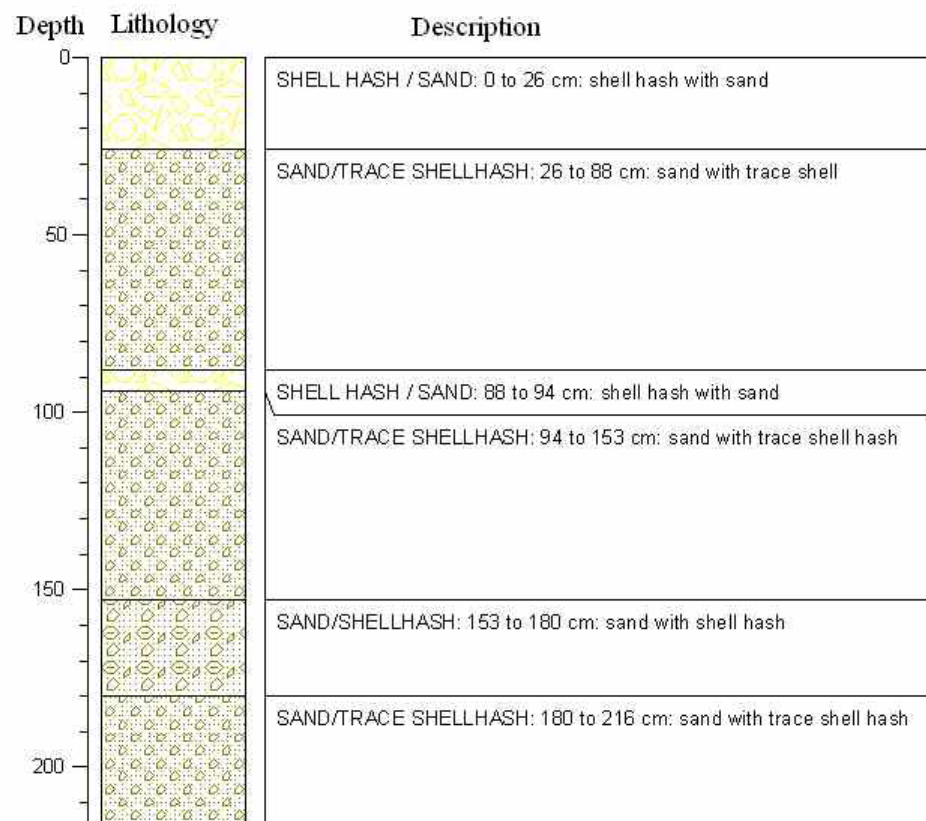 Depth Lithology Description
0
SHELL HASH / SAND: 0 to 26 cm: shell hash with sand
SAND/TRACE SHELLHASH: 26 to 88 cm: sand with trace shell
50
SHELL HASH / SAND: 88 to 94 cm: shell hash with sand
100
SAND/TRACE SHELLHASH: 94 to 153 cm: sand with trace shell hash
150
SAND/SHELLHASH: 153 to 180 cm: sand with shell hash
SAND/TRACE SHELLHASH: 180 to 216 cm: sand with trace shell hash
200